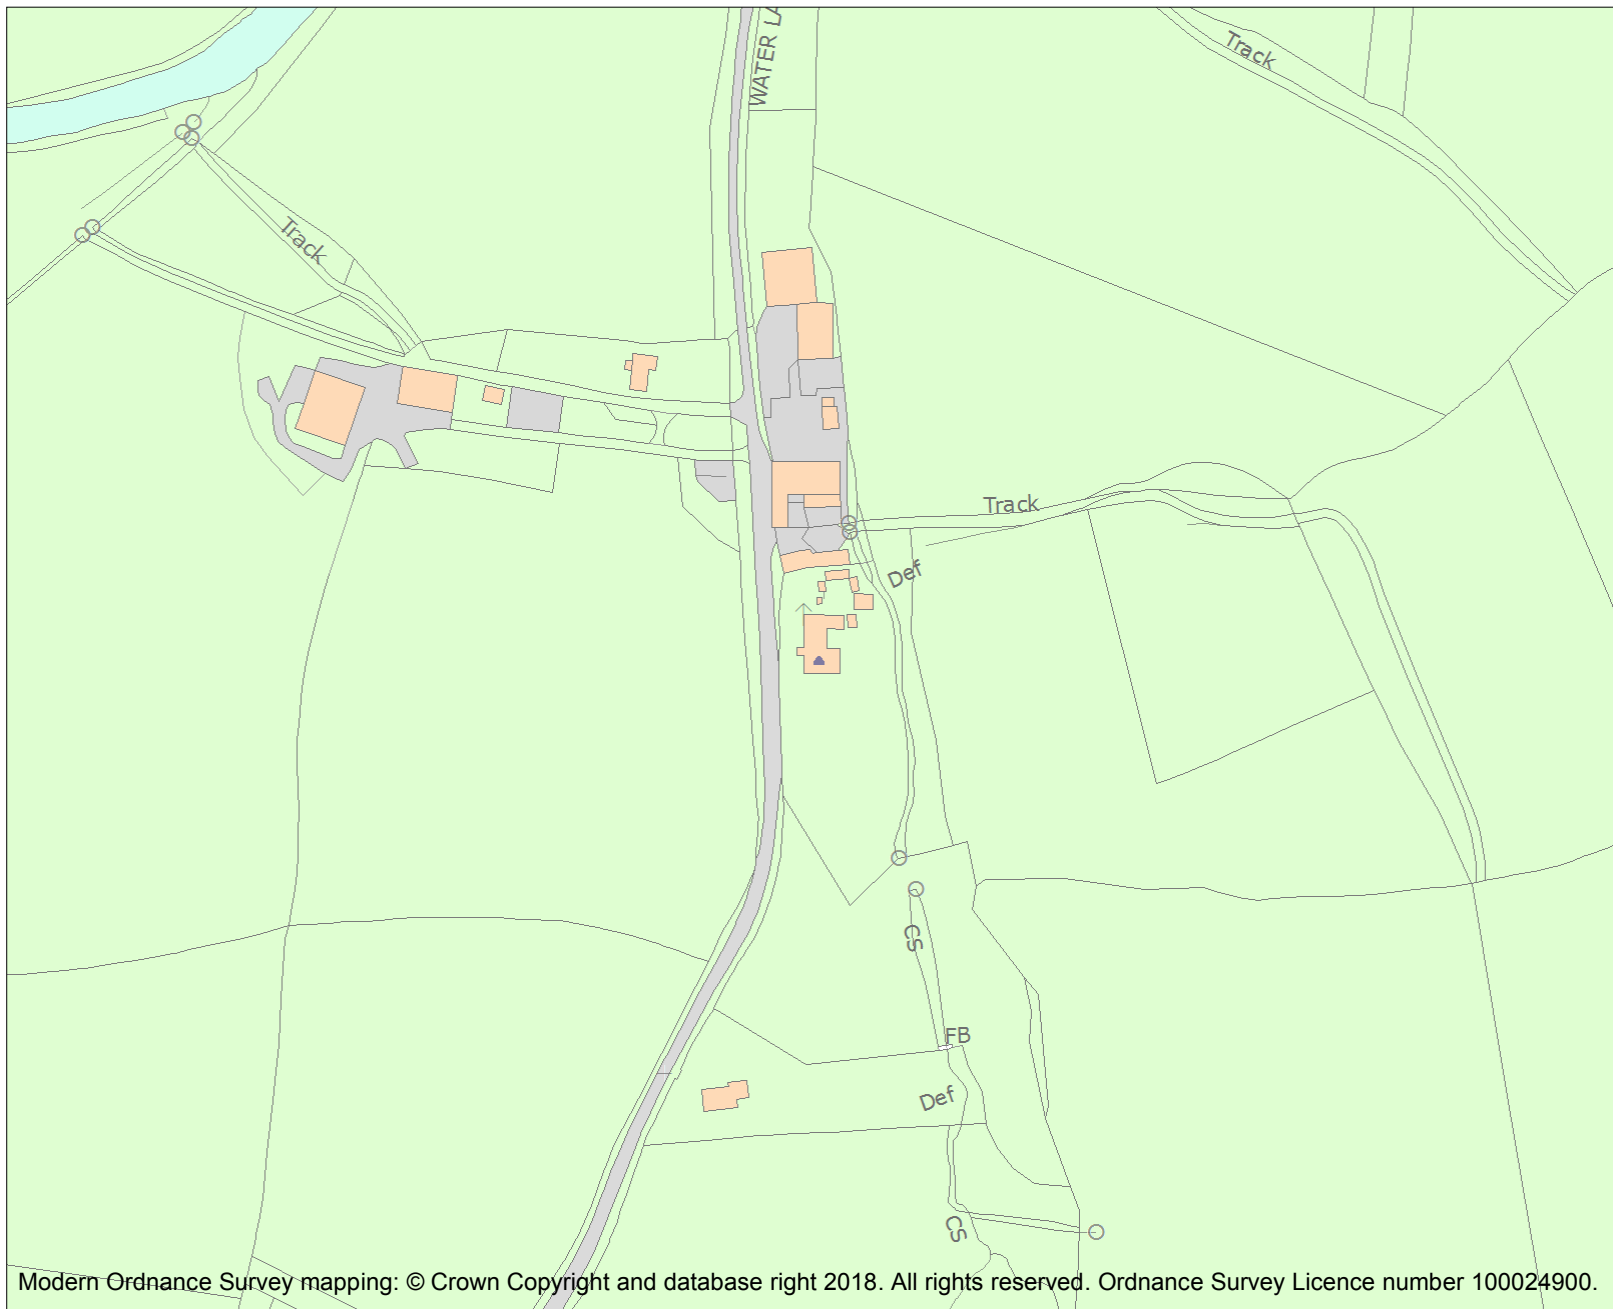 WATER LA
Track
Track
Track
Def
CS
FB
Def
CS
Modern Ordnance Survey mapping: © Crown Copyright and database right 2018. All rights reserved. Ordnance Survey Licence number 100024900.